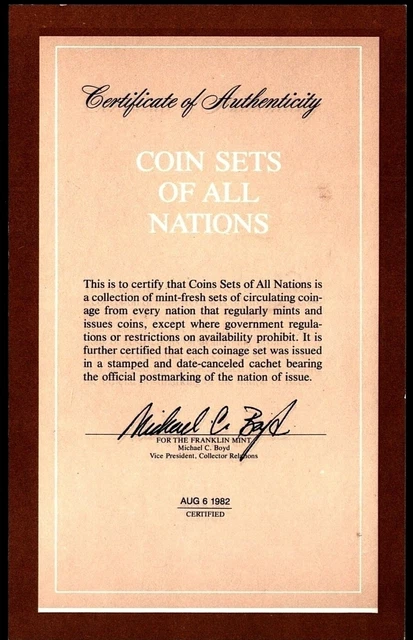 Certificate of Authenticity
COIN SETS
OF ALL
NATIONS
This is to certify that Coins Sets of All Nations is
a collection of mint-fresh sets of circulating coin-
age from every nation that regularly mints and
issues coins, except where government regula-
tions or restrictions on availability prohibit. It is
further certified that each coinage set was issued
in a stamped and date-canceled cachet bearing
the official postmarking of the nation of issue.
Michael C. Boyd
FOR THE FRANKLIN MINT
Michael C. Boyd
Vice President, Collector Relations
AUG 6 1982
CERTIFIED